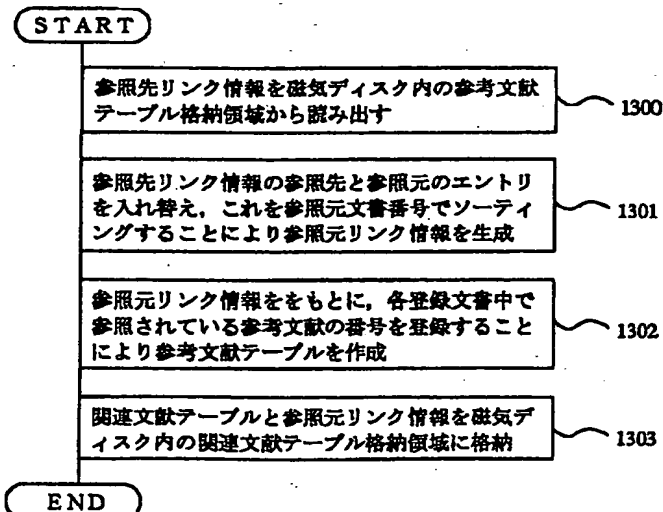 START
参照先リンク情報を磁気ディスク内の参考文献
テーブル格納領域から読み出す
1300
参照先リンク情報の参照先と参照元のエントリ
を入れ替え，これを参照元文書番号でソーティ
ングすることにより参照元リンク情報を生成
1301
参照元リンク情報ををもとに，各登録文書中で
参照されている参考文献の番号を登録すること
により参考文献テーブルを作成
1302
関連文献テーブルと参照元リンク情報を磁気デ
ィスク内の関連文献テーブル格納領域に格納
1303
END